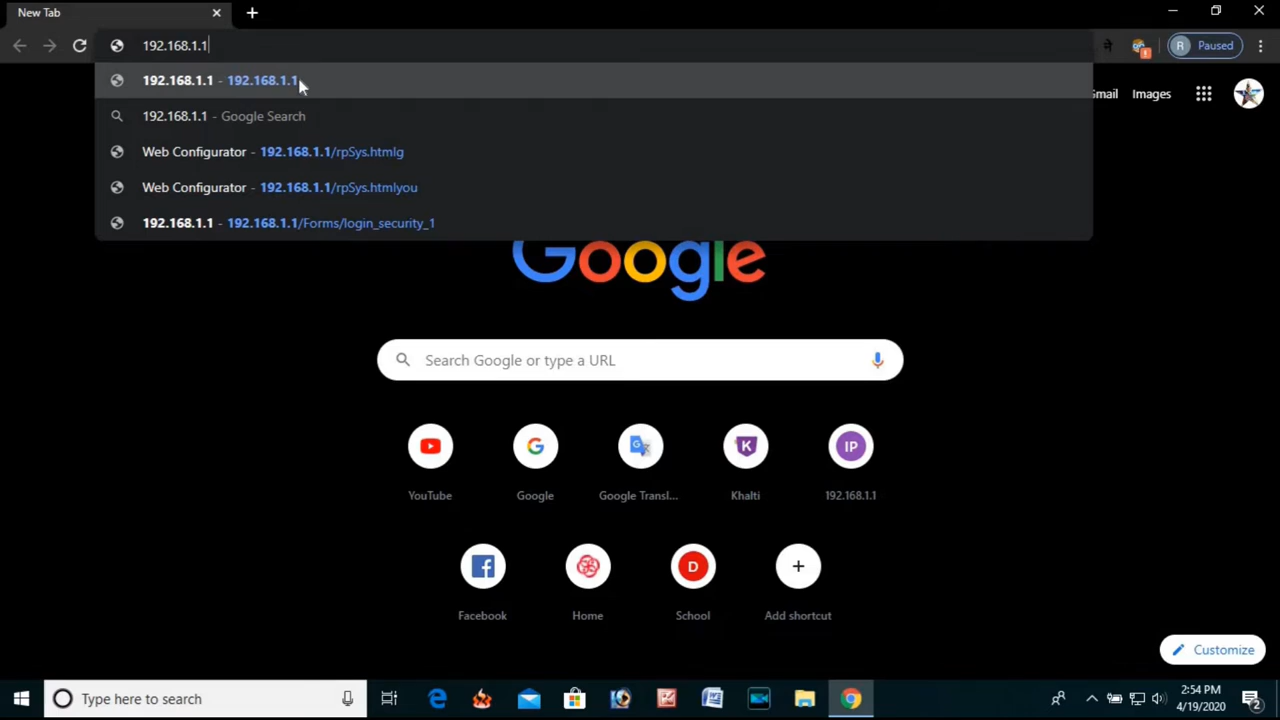 New Tab
192.168.1.1
ने
R Paused
192.168.1.1 - 192.168.1.1
192.168.1.1 - Google Search
Web Configurator - 192.168.1.1/rpSys.htmlg
Web Configurator - 192.168.1.1/rpSys.htmlyou
192.168.1.1 - 192.168.1.1/Forms/login_security_1
Gmail Images
Google
Search Google or type a URL
G
K
IP
YouTube
Google
Google Transl...
Khalti
192.168.1.1
D
Facebook
Home
School
Add shortcut
Customize
Type here to search
2:54 PM
4/19/2020
2